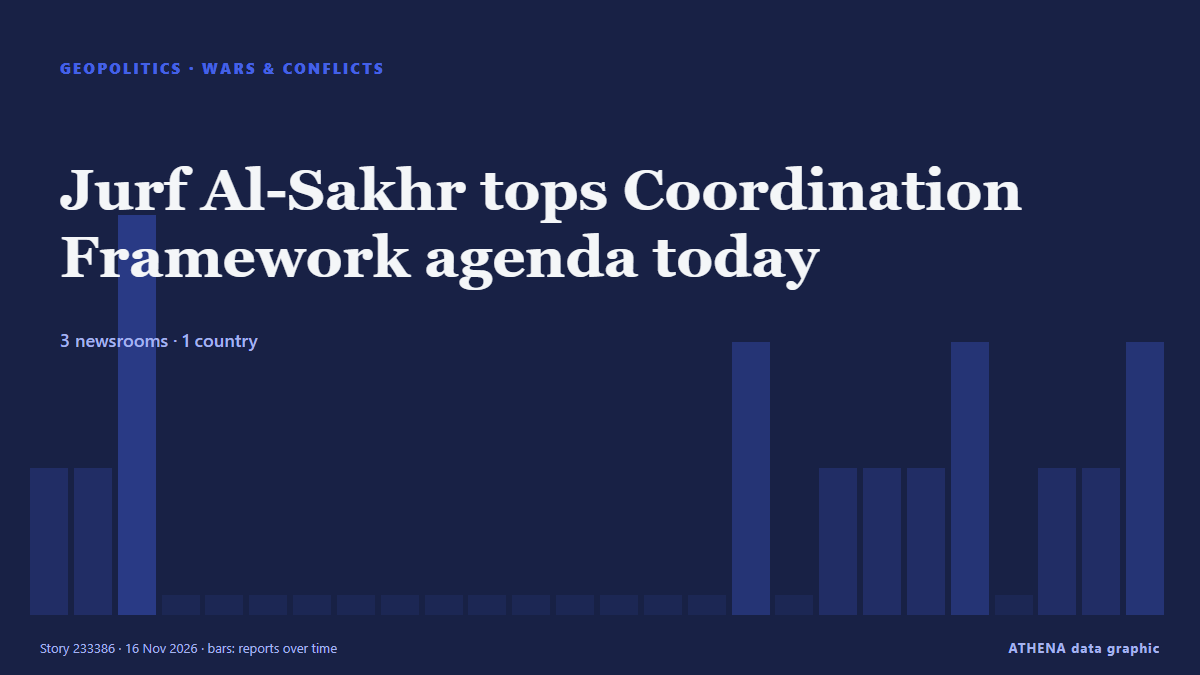 GEOPOLITICS · WARS & CONFLICTS
Jurf Al-Sakhr tops Coordination
Framework agenda today
3 newsrooms · 1 country
Story 233386 · 16 Nov 2026 · bars: reports over time
ATHENA data graphic